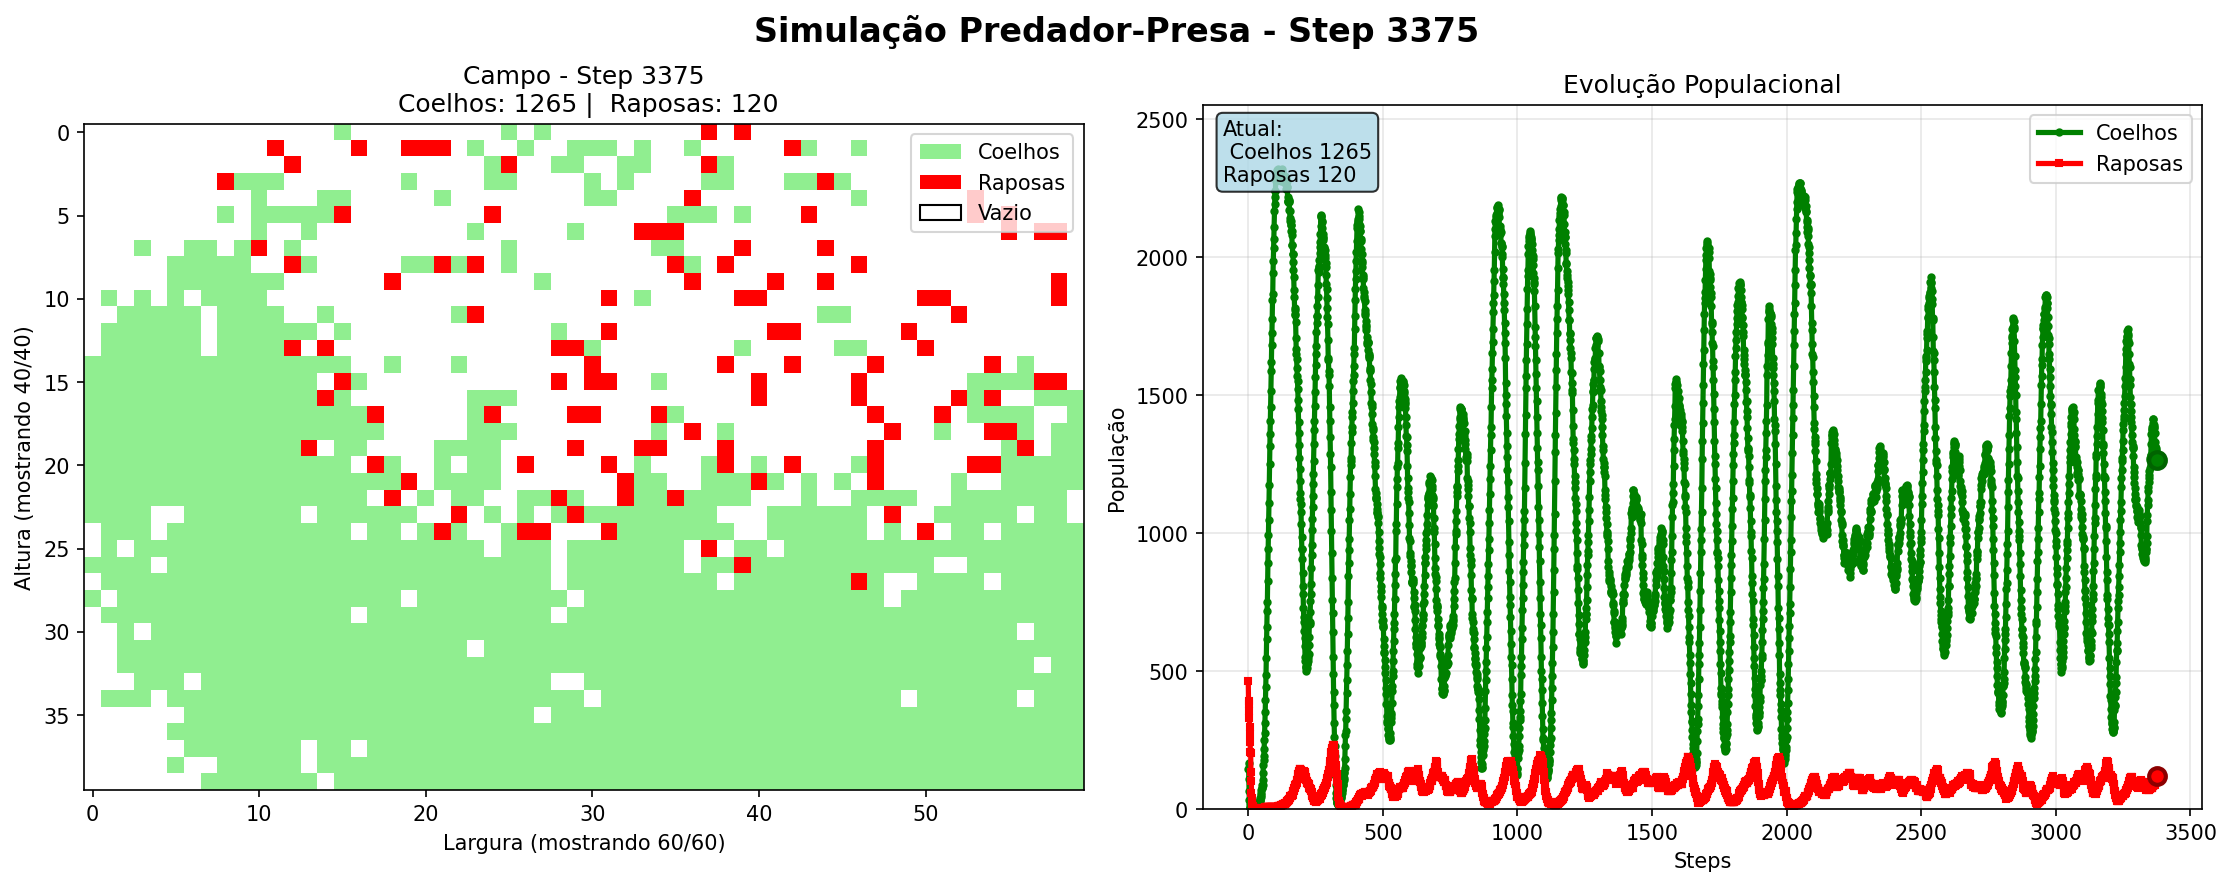 Simulação Predador-Presa - Step 3375
Campo - Step 3375
Coelhos: 1265 |  Raposas: 120
Coelhos
Raposas
Vazio
0
5
10
15
20
25
30
35
Altura (mostrando 40/40)
0
10
20
30
40
50
Largura (mostrando 60/60)
Evolução Populacional
Atual:
Coelhos 1265
Raposas 120
Coelhos
Raposas
2500
2000
1500
1000
500
0
População
0
500
1000
1500
2000
2500
3000
3500
Steps